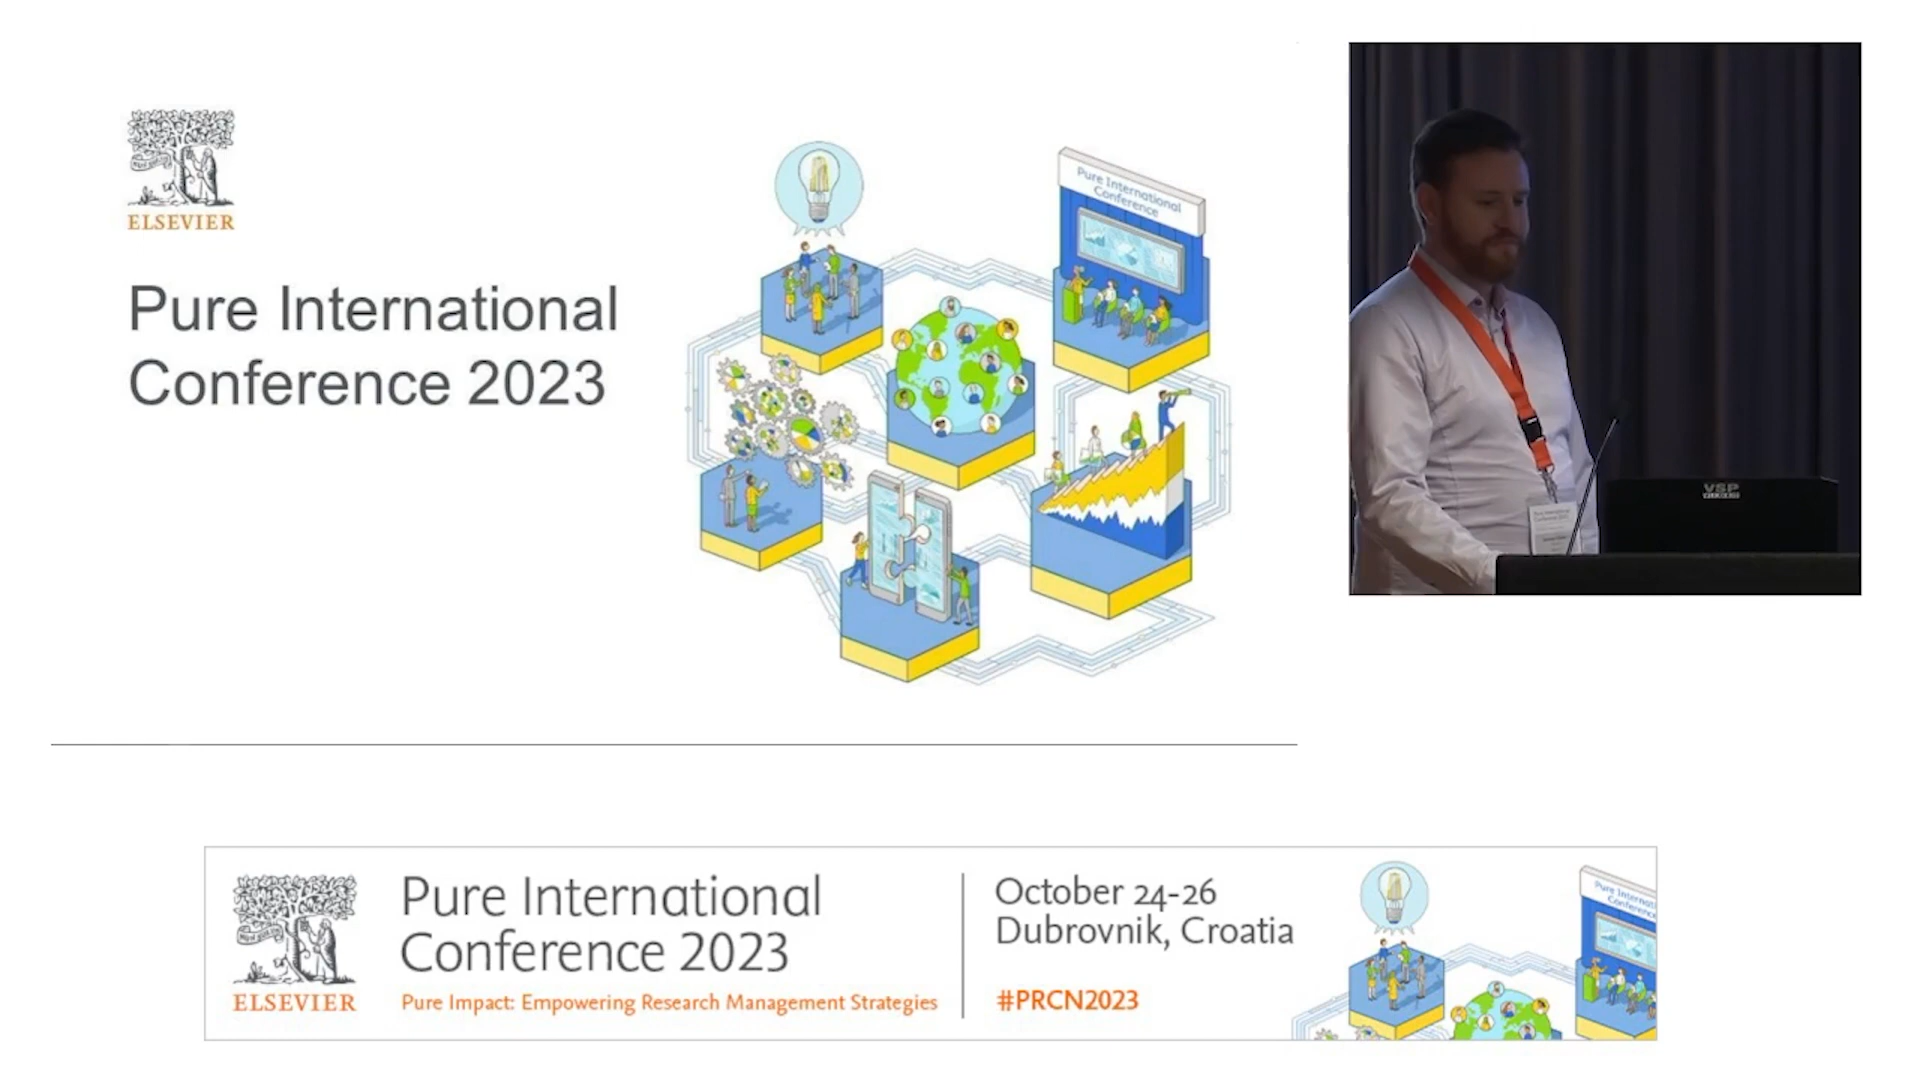 ELSEVIER
Pure International
Conference 2023
Pure International
Conference
VSP
Pure International
Conference 2023
Pure Impact: Empowering Research Management Strategies
ELSEVIER
October 24-26
Dubrovnik, Croatia
#PRCN2023
Conference